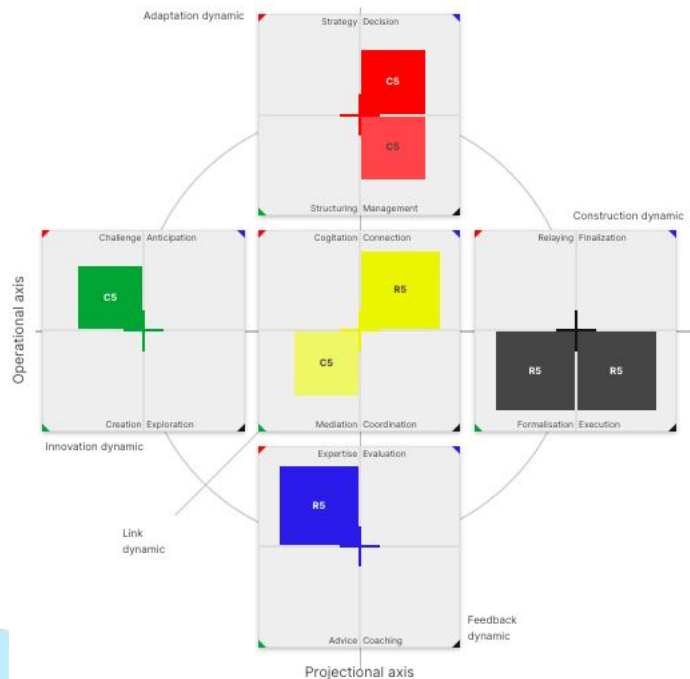 Adaptation dynamic
Strategy Decision
C5
C5
Structuring Management
Construction dynamic
Challenge Anticipation
Cogitation Connection
Relaying Finalization
C5
R5
Operational axis
C5
R5 R5
Creation Exploration
Mediation Coordination
Formalisation Execution
Innovation dynamic
Expertise Evaluation
R5
Link
dynamic
Feedback
dynamic
Advice Coaching
Projectional axis